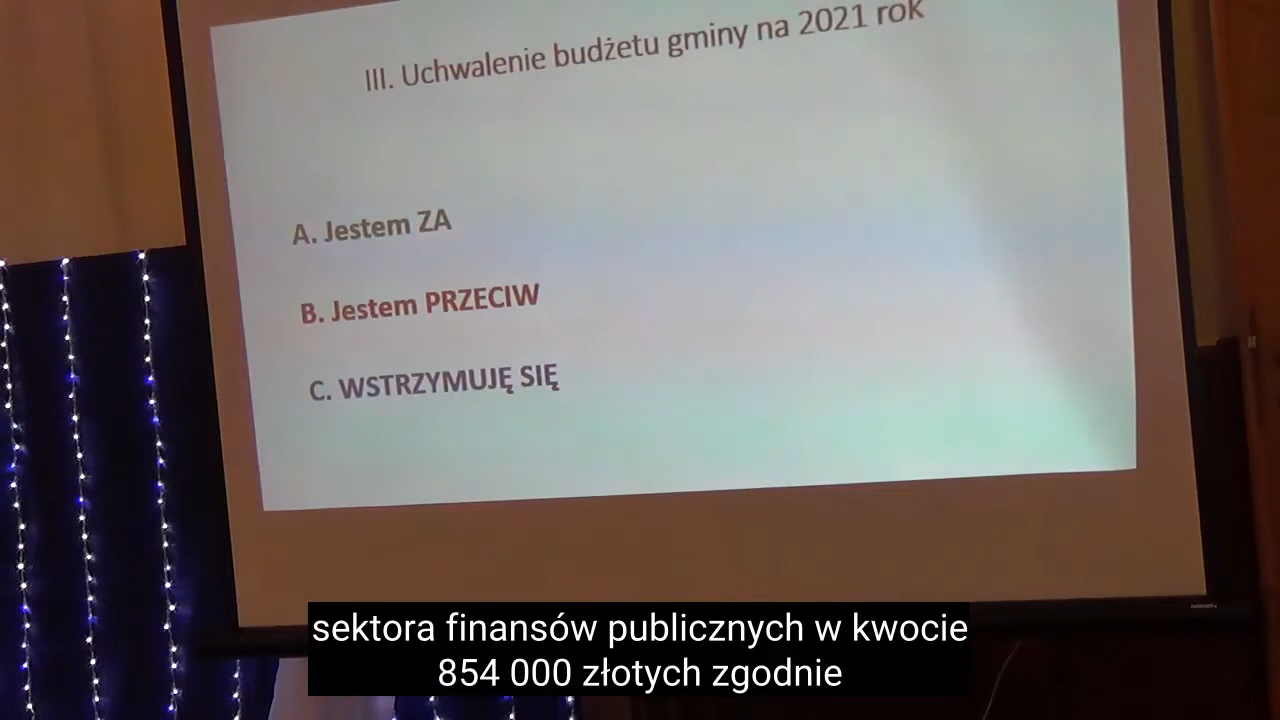 III. Uchwalenie budżetu gminy na 2021 rok
A. Jestem ZA
B. Jestem PRZECIW
C. WSTRZYMUJĘ SIĘ
sektora finansów publicznych w kwocie
854 000 złotych zgodnie